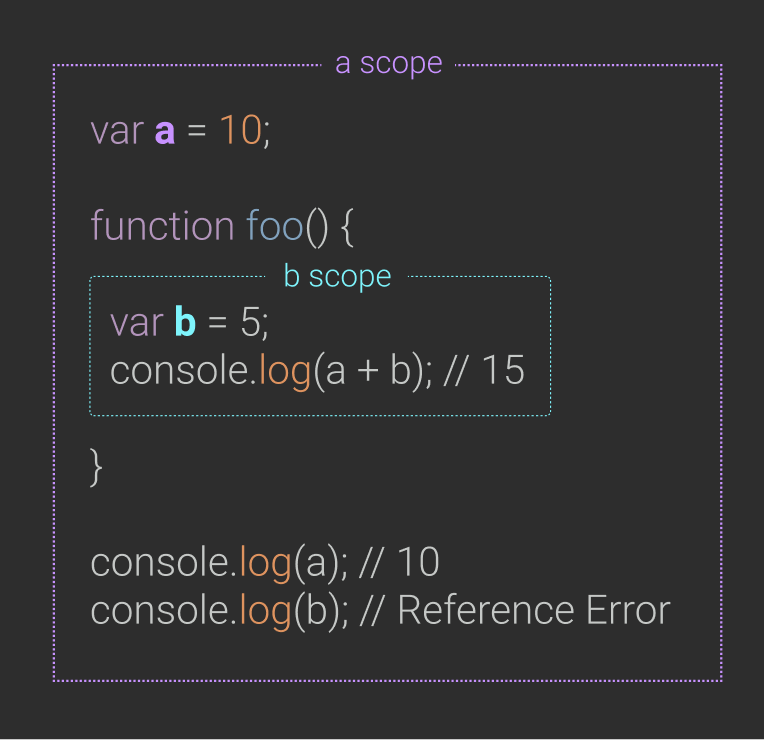 a scope
var a = 10;
function foo() {
b scope
var b = 5;
console.log(a + b); // 15
}
console.log(a); // 10
console.log(b); // Reference Error